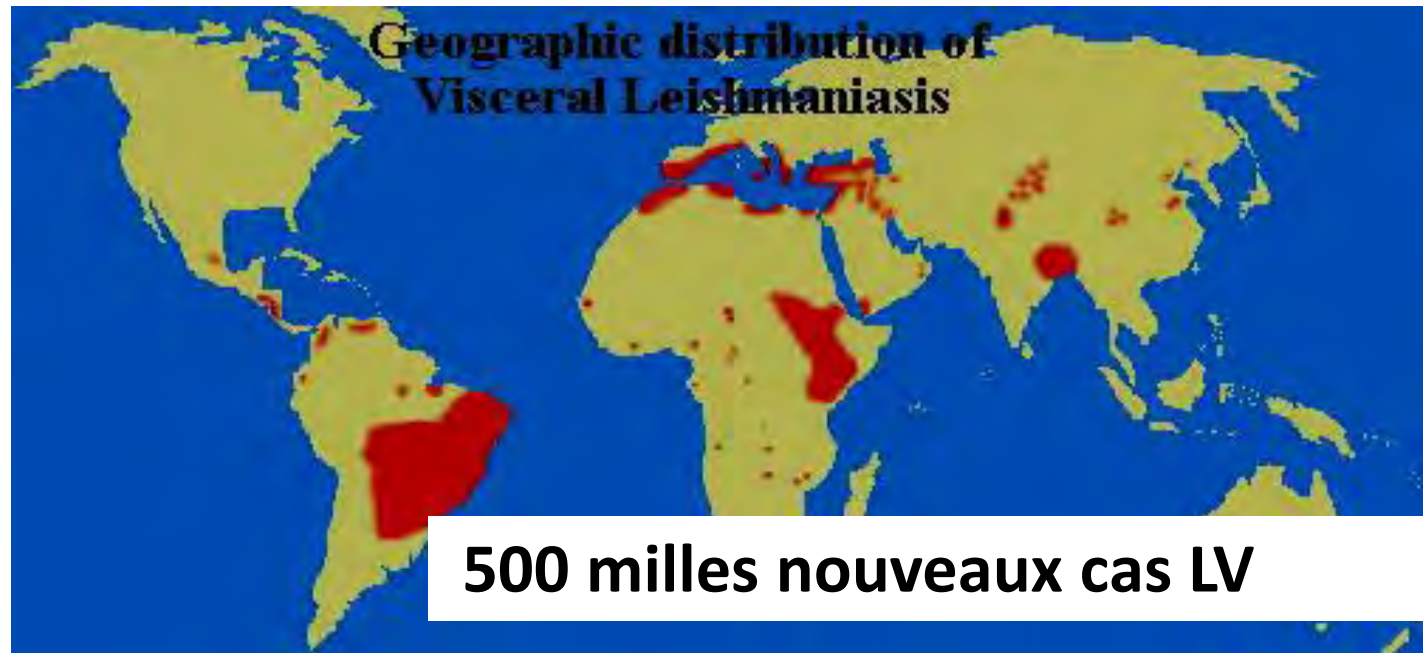 Geographic distribution of
Visceral Leishmaniasis
500 milles nouveaux cas LV